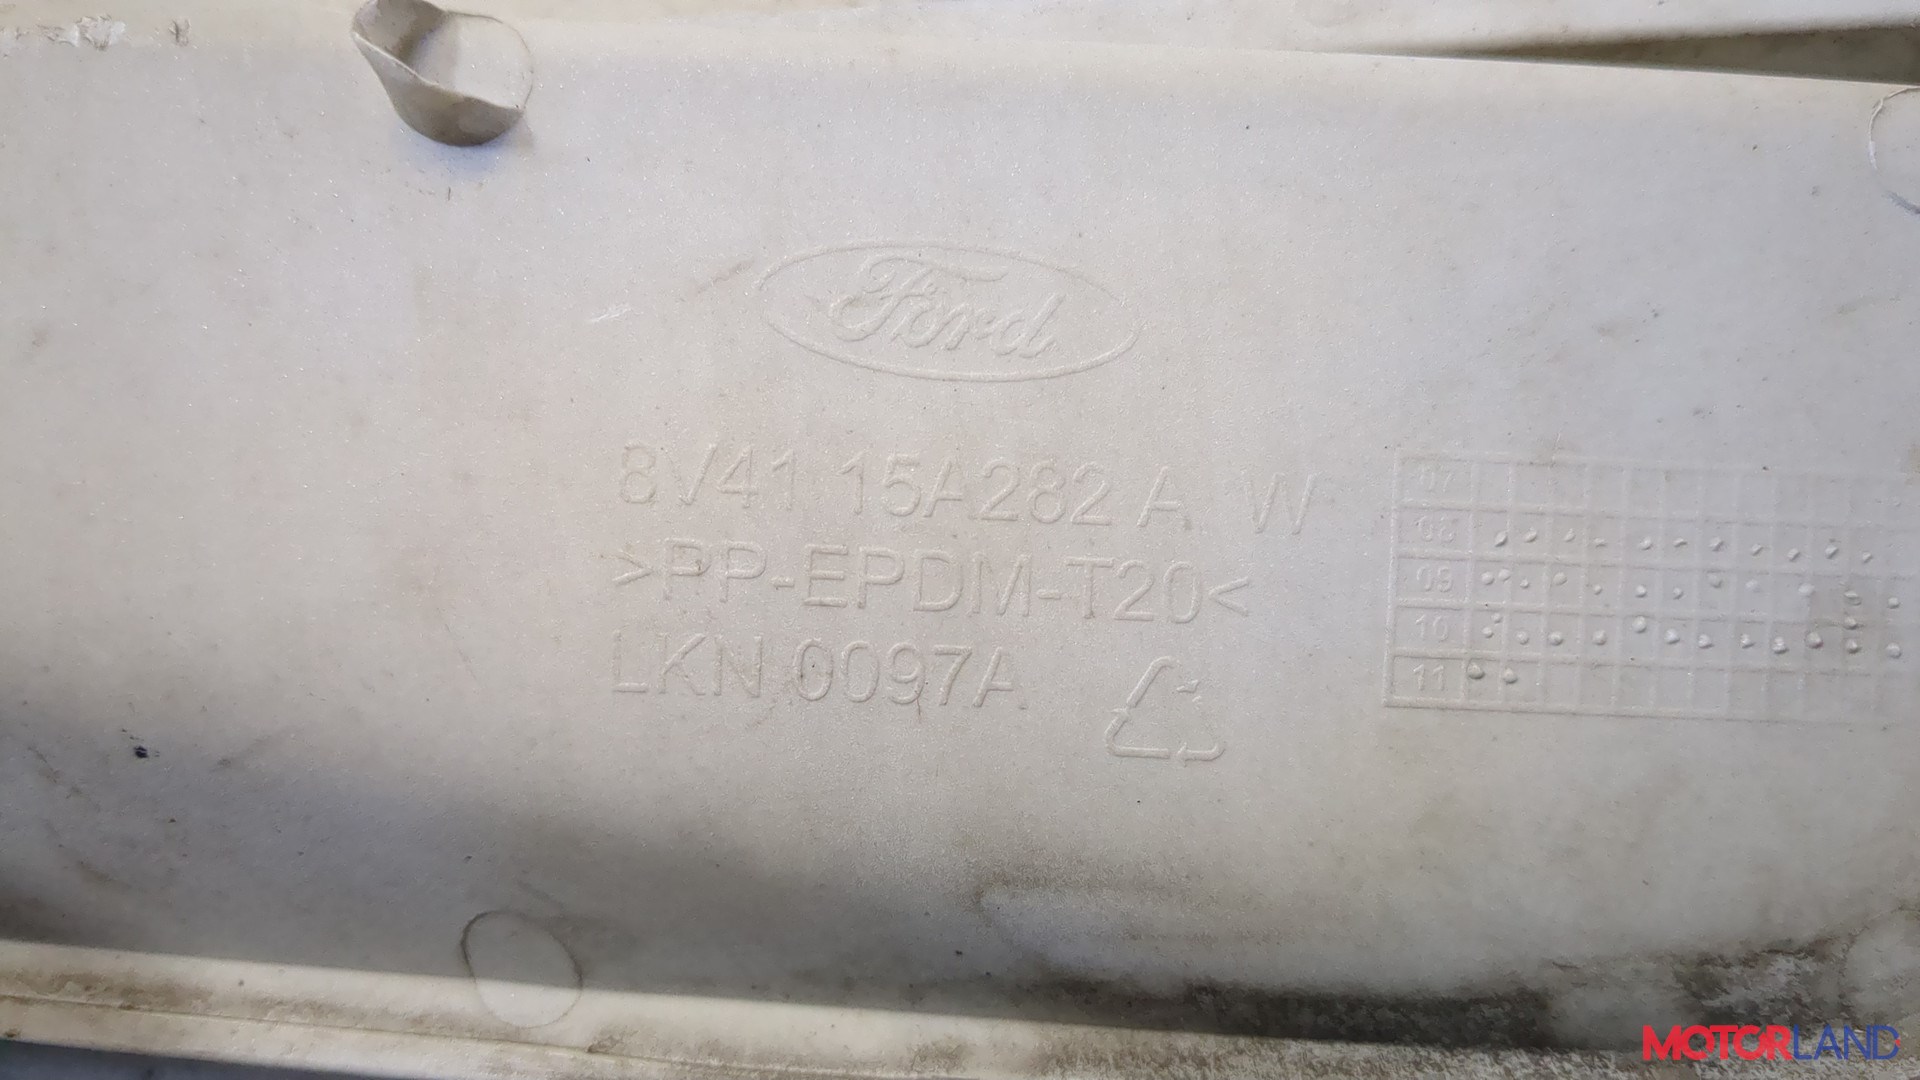 Ford
8V41 15A282 A W
>PP-EPDM-T20<
LKN 0097A
07
08
09
10
11
MOTORLAND